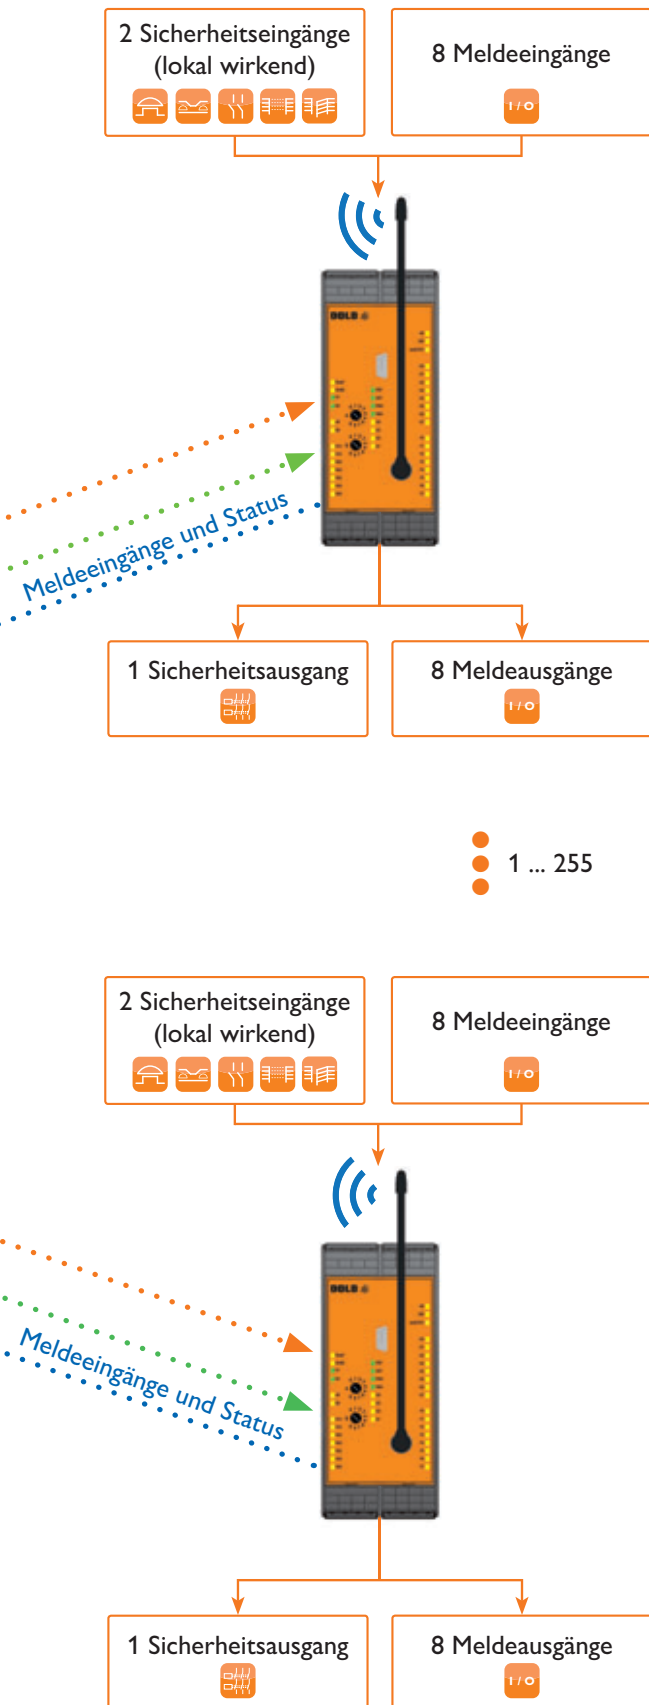 2 Sicherheitseingänge
(lokal wirkend)
8 Meldeeingänge
I / O
DOLD
Meldeeingänge und Status
1 Sicherheitsausgang
8 Meldeausgänge
I / O
1 ... 255
2 Sicherheitseingänge
(lokal wirkend)
8 Meldeeingänge
I / O
DOLD
Meldeeingänge und Status
1 Sicherheitsausgang
8 Meldeausgänge
I / O